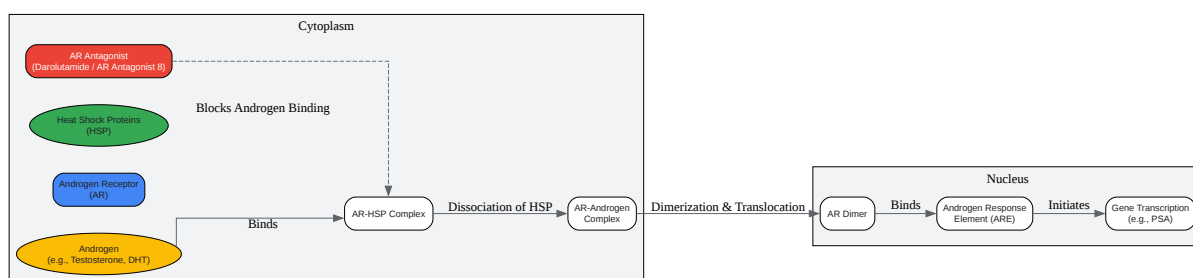 Cytoplasm
AR Antagonist
(Darolutamide / AR Antagonist 8)
Blocks Androgen Binding
Heat Shock Proteins
(HSP)
Androgen Receptor
(AR)
Androgen
(e.g., Testosterone, DHT)
Binds
AR-HSP Complex
Dissociation of HSP
AR-Androgen
Complex
Dimerization & Translocation
Nucleus
AR Dimer
Binds
Androgen Response
Element (ARE)
Initiates
Gene Transcription
(e.g., PSA)